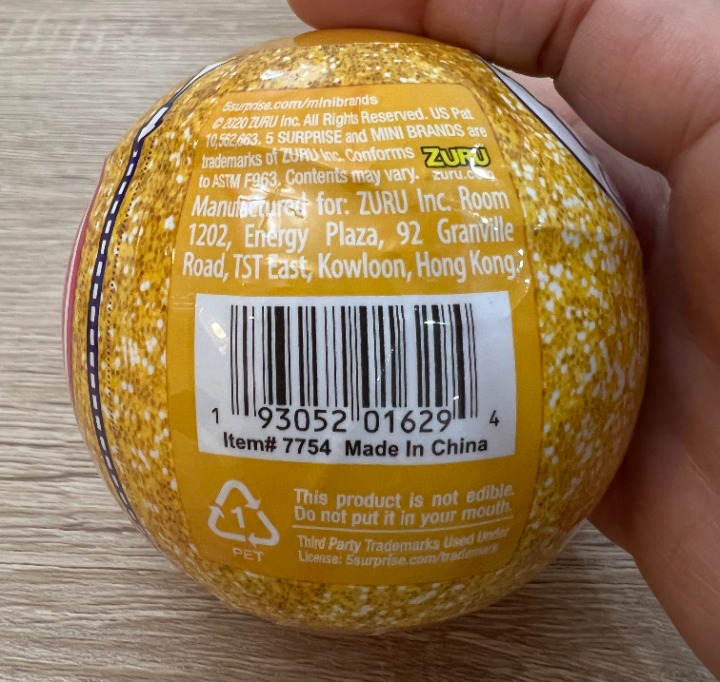 5surprise.com/minibrands
© 2020 ZURU Inc. All Rights Reserved. US Pat.
10,562,663. 5 SURPRISE and MINI BRANDS are
trademarks of ZURU Inc. Conforms
to ASTM F963. Contents may vary.
ZURU
zuru.com
Manufactured for: ZURU Inc. Room
1202, Energy Plaza, 92 Granville
Road, TST East, Kowloon, Hong Kong.
1 93052 01629 4
Item# 7754 Made In China
1
PET
This product is not edible.
Do not put it in your mouth.
Third Party Trademarks Used Under
License: 5surprise.com/trademark